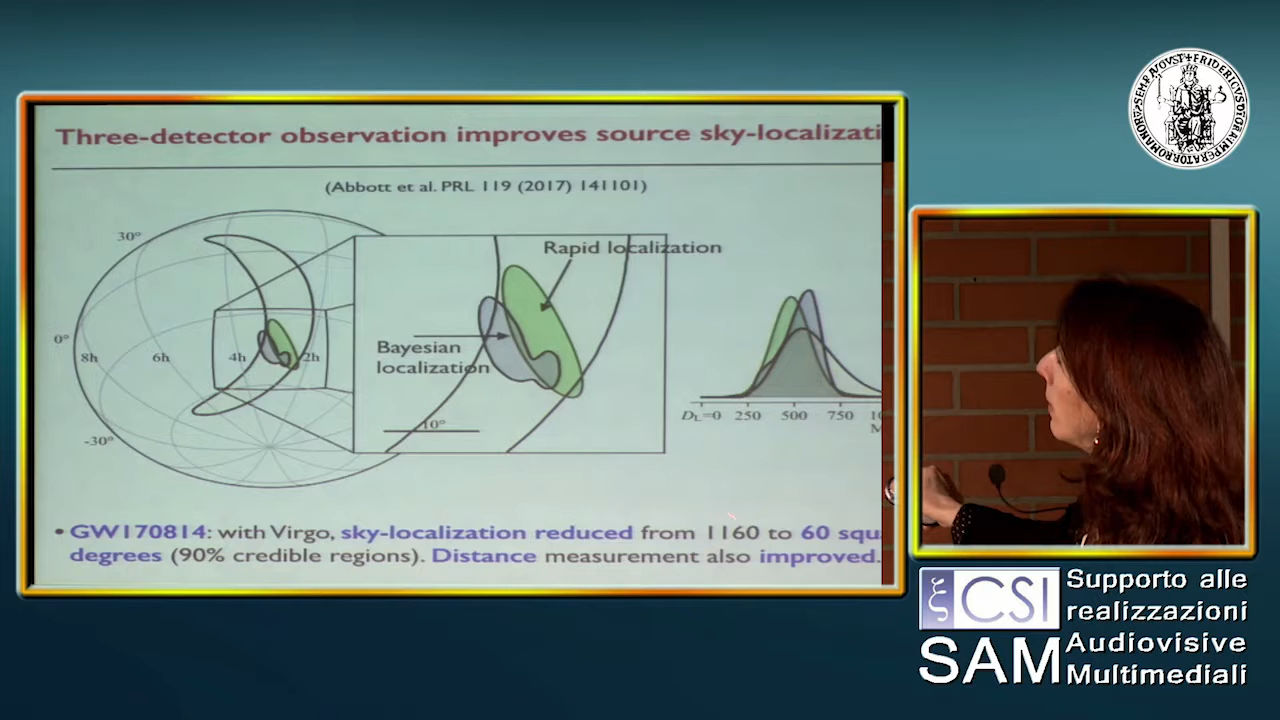 Three-detector observation improves source sky-localizati
(Abbott et al. PRL 119 (2017) 141101)
30°
0°
8h
6h
4h
2h
-30°
Rapid localization
Bayesian
localization
10°
D_L=0 250 500 750 10
M
• GW170814: with Virgo, sky-localization reduced from 1160 to 60 squ
degrees (90% credible regions). Distance measurement also improved.
CSI
SAM
Supporto alle
realizzazioni
Audiovisive
Multimediali